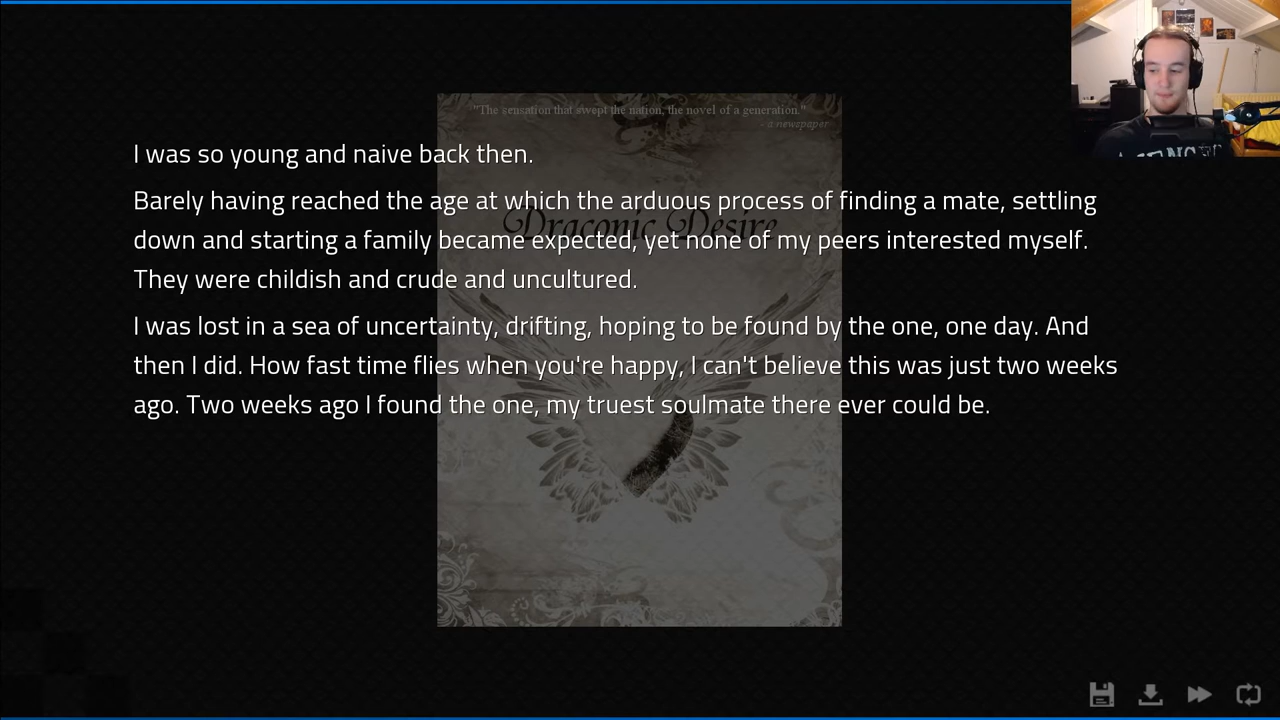 "The sensation that swept the nation, the novel of a generation."
- a newspaper
I was so young and naive back then.
Barely having reached the age at which the arduous process of finding a mate, settling
Draconic Desire
down and starting a family became expected, yet none of my peers interested myself.
They were childish and crude and uncultured.
I was lost in a sea of uncertainty, drifting, hoping to be found by the one, one day. And
then I did. How fast time flies when you're happy, I can't believe this was just two weeks
ago. Two weeks ago I found the one, my truest soulmate there ever could be.